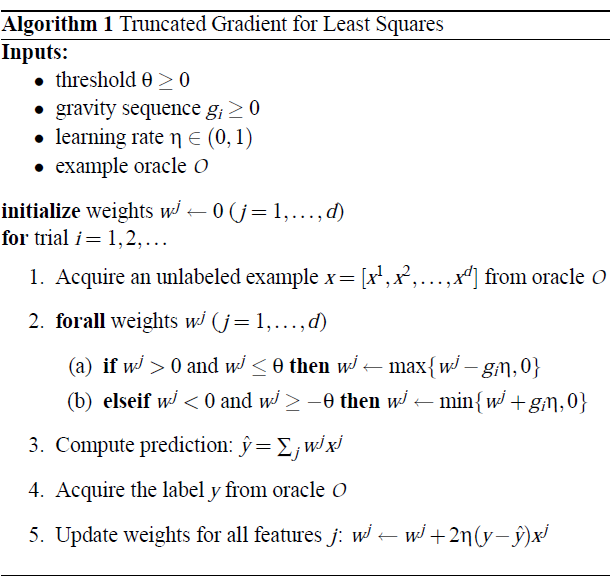 Algorithm 1 Truncated Gradient for Least Squares
Inputs:
• threshold θ ≥ 0
• gravity sequence gᵢ ≥ 0
• learning rate η ∈ (0,1)
• example oracle 𝒪
initialize weights wʲ ← 0 (j = 1,...,d)
for trial i = 1,2,...
1. Acquire an unlabeled example x = [x¹,x²,...,xᵈ] from oracle 𝒪
2. forall weights wʲ (j = 1,...,d)
(a) if wʲ > 0 and wʲ ≤ θ then wʲ ← max{wʲ − gᵢη,0}
(b) elseif wʲ < 0 and wʲ ≥ −θ then wʲ ← min{wʲ + gᵢη,0}
3. Compute prediction: ŷ = ∑ⱼ wʲxʲ
4. Acquire the label y from oracle 𝒪
5. Update weights for all features j: wʲ ← wʲ + 2η(y − ŷ)xʲ